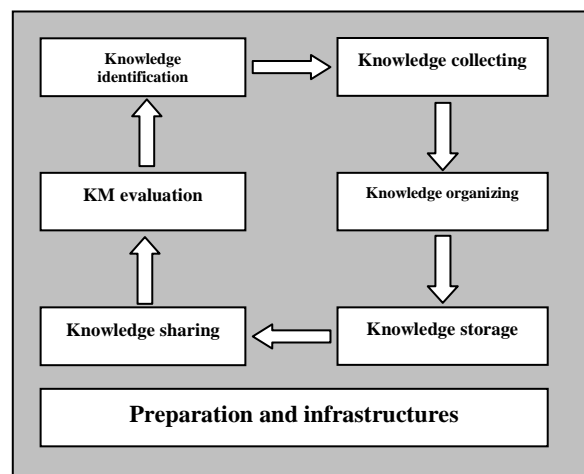 Knowledge
identification
Knowledge collecting
KM evaluation
Knowledge organizing
Knowledge sharing
Knowledge storage
Preparation and infrastructures